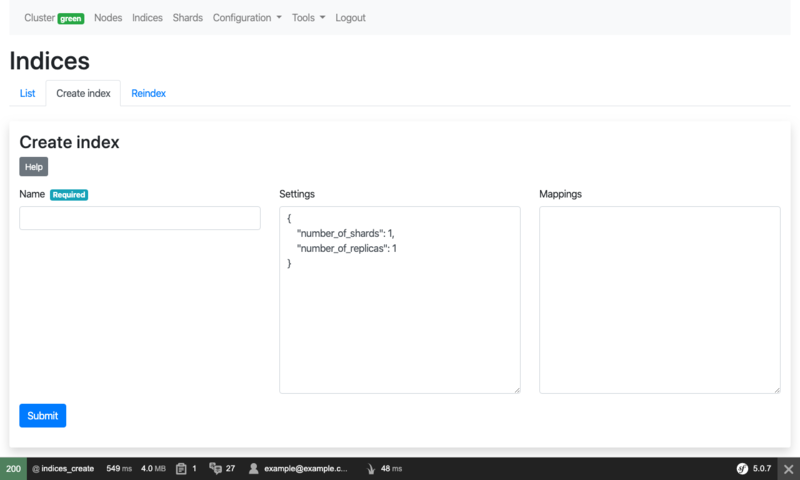 Cluster green Nodes Indices Shards Configuration Tools Logout
Indices
List Create index Reindex
Create index
Help
Name Required Settings Mappings
{
"number_of_shards": 1,
"number_of_replicas": 1
}
Submit
200 @ indices_create 549 ms 4.0 MB 1 27 example@example.c... 48 ms sf 5.0.7